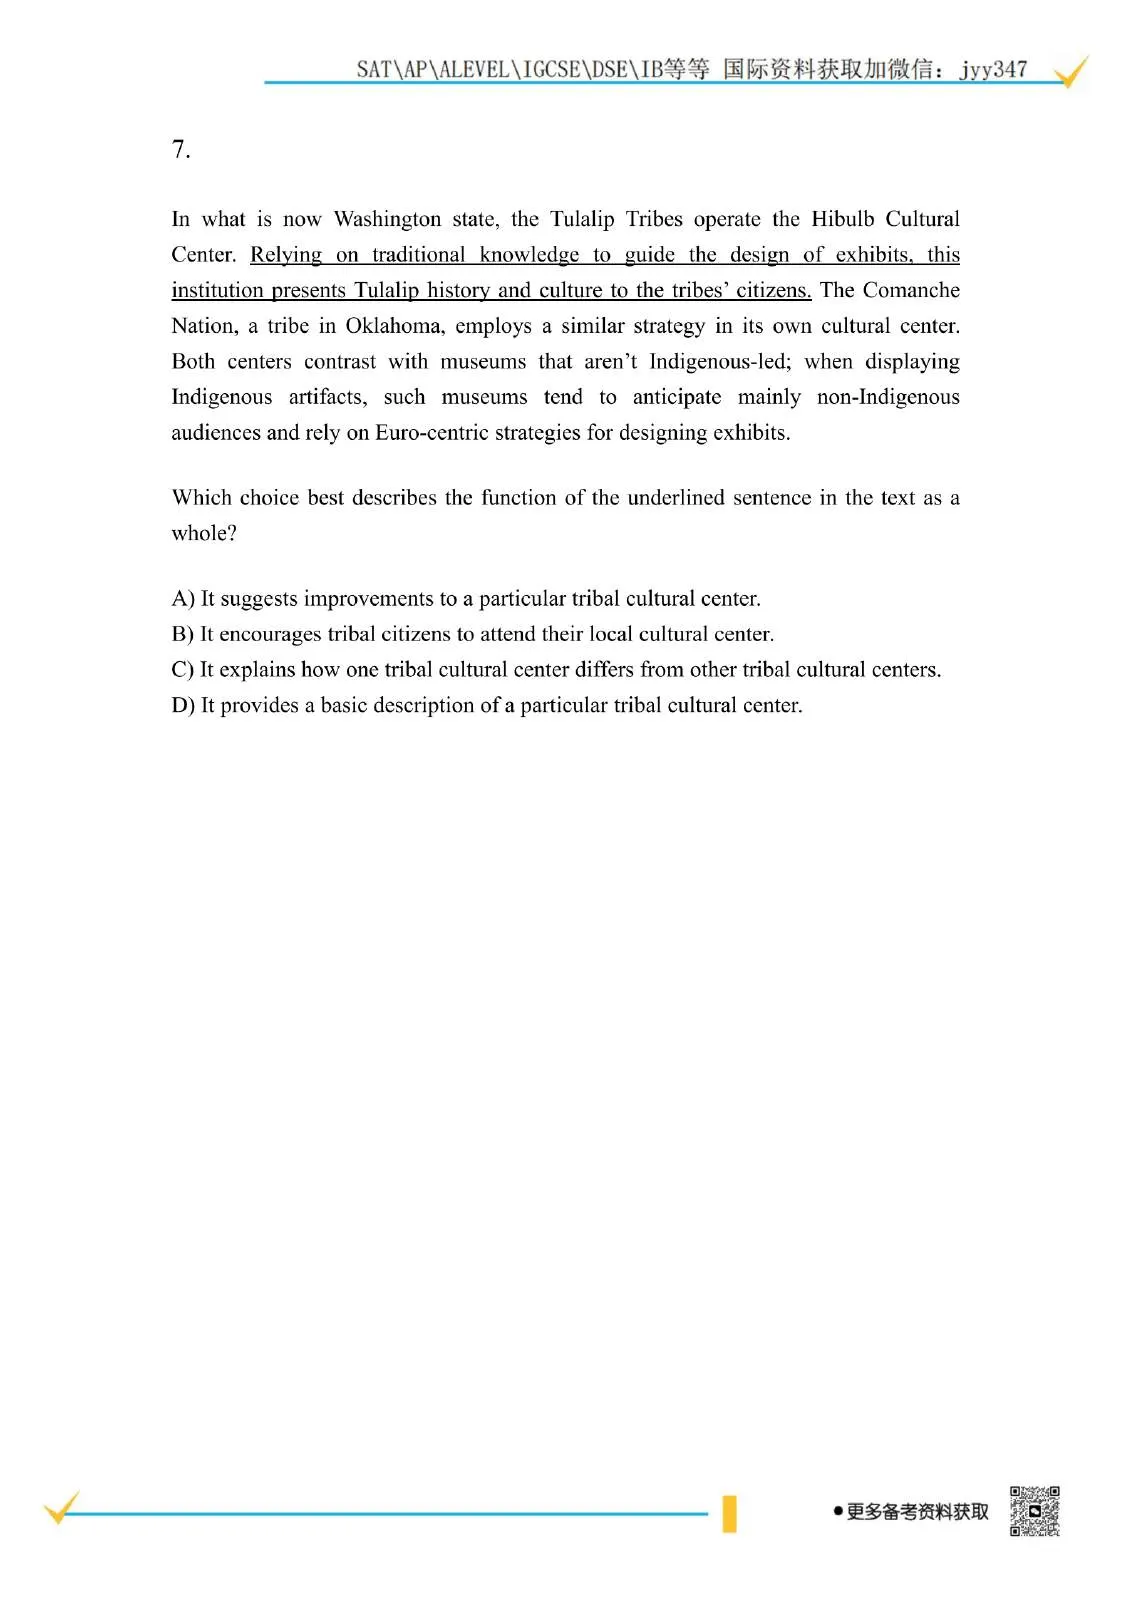 SAT\AP\ALEVEL\IGCSE\DSE\IB等等 国际资料获取加微信：jyy347
7.
In what is now Washington state, the Tulalip Tribes operate the Hibulb Cultural
Center. Relying on traditional knowledge to guide the design of exhibits, this
institution presents Tulalip history and culture to the tribes’ citizens. The Comanche
Nation, a tribe in Oklahoma, employs a similar strategy in its own cultural center.
Both centers contrast with museums that aren’t Indigenous-led; when displaying
Indigenous artifacts, such museums tend to anticipate mainly non-Indigenous
audiences and rely on Euro-centric strategies for designing exhibits.
Which choice best describes the function of the underlined sentence in the text as a
whole?
A) It suggests improvements to a particular tribal cultural center.
B) It encourages tribal citizens to attend their local cultural center.
C) It explains how one tribal cultural center differs from other tribal cultural centers.
D) It provides a basic description of a particular tribal cultural center.
●更多备考资料获取